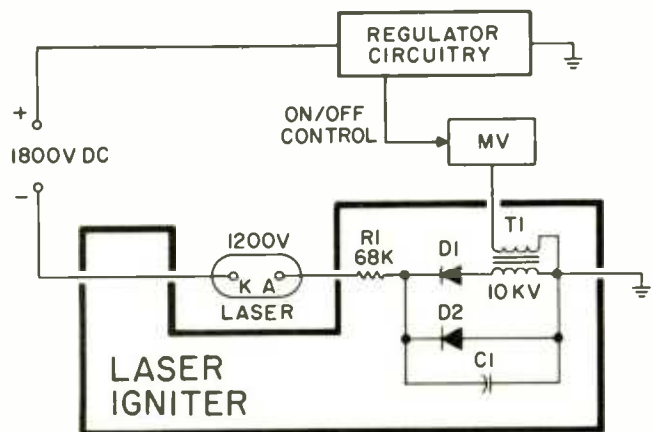 REGULATOR
CIRCUITRY
+
ON/OFF
CONTROL
MV
1800V DC
−
T1
1200V
R1
68K
D1
K A
LASER
10KV
D2
C1
LASER
IGNITER